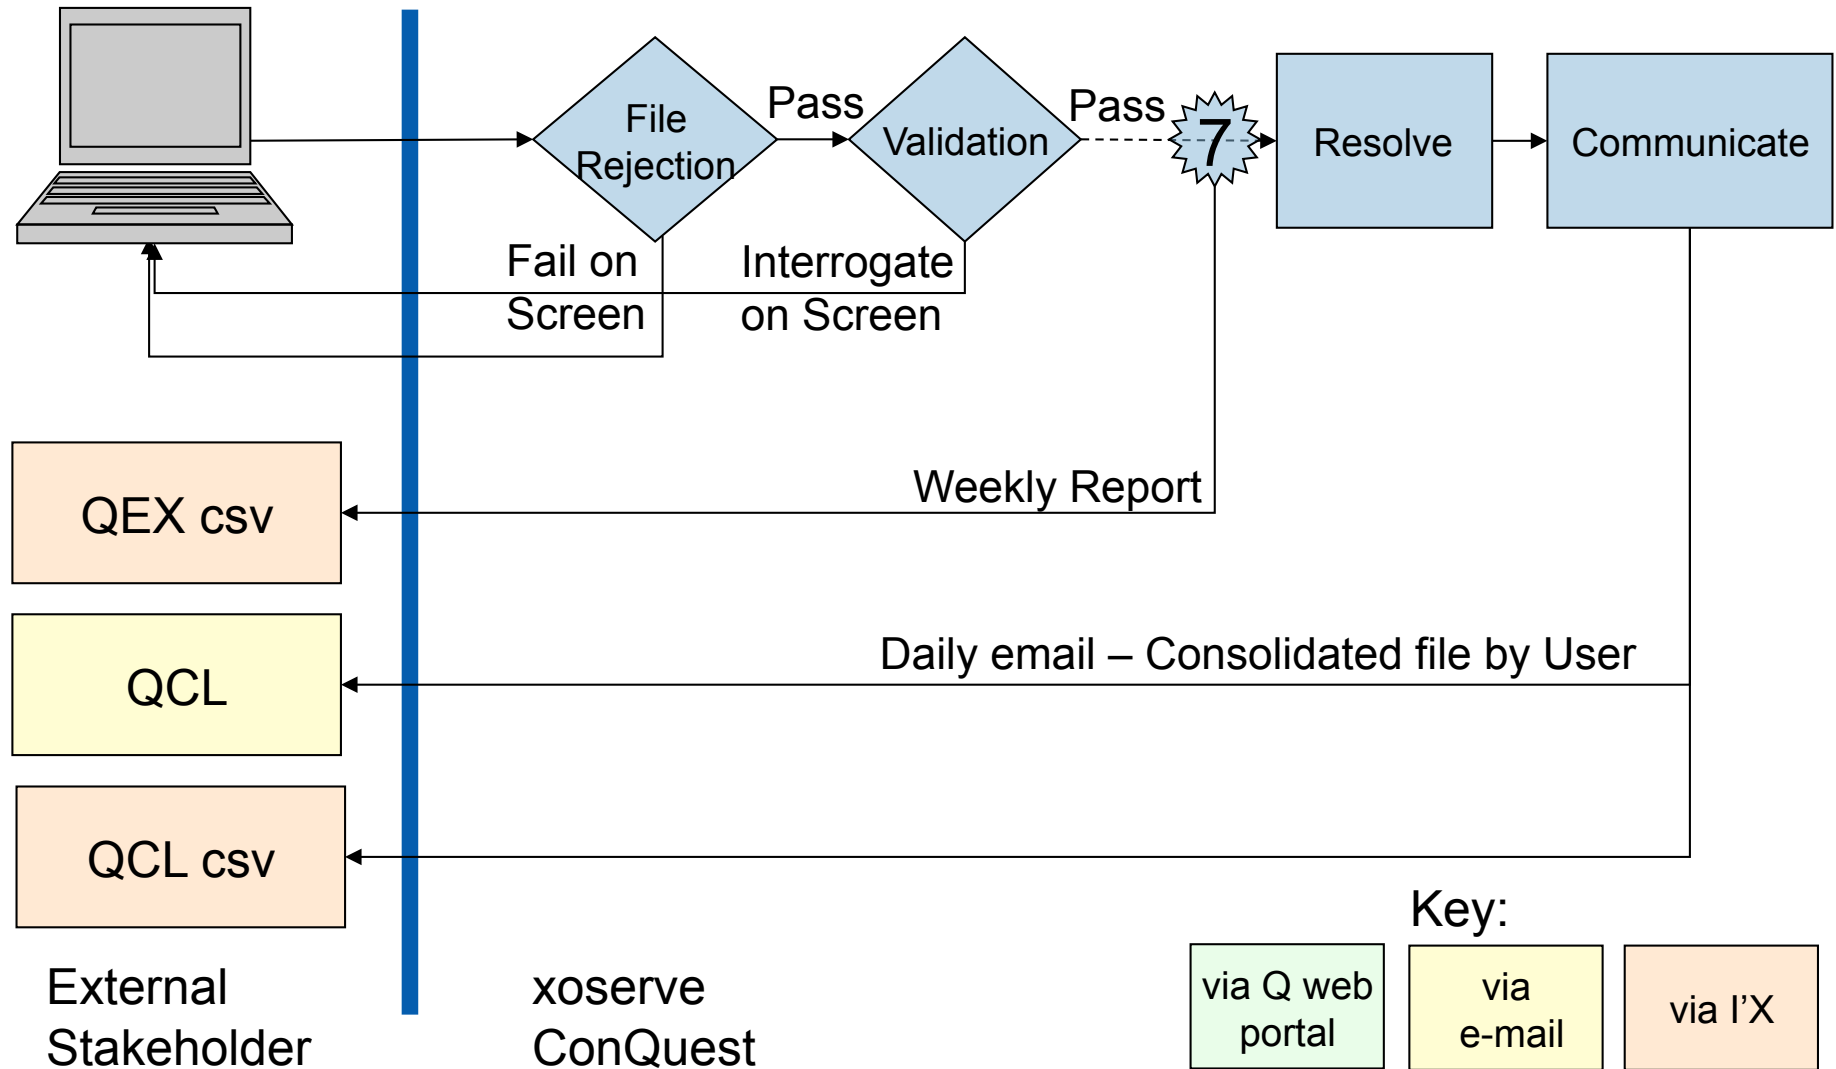 File
Rejection
Pass
Validation
Pass
7
Resolve
Communicate
Fail on
Screen
Interrogate
on Screen
Weekly Report
QEX csv
Daily email – Consolidated file by User
QCL
QCL csv
Key:
via Q web
portal
via
e-mail
via I’X
External
Stakeholder
xoserve
ConQuest